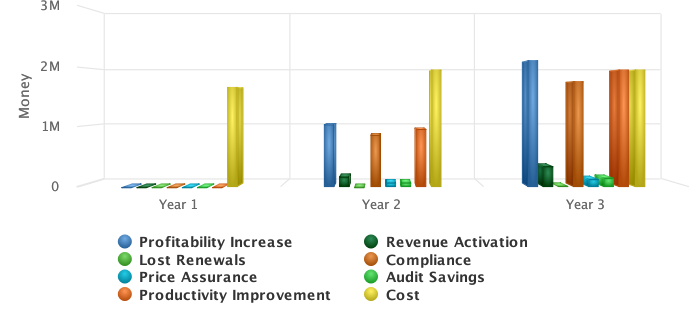 3M
2M
1M
0
Money
Year 1
Year 2
Year 3
Profitability Increase
Revenue Activation
Lost Renewals
Compliance
Price Assurance
Audit Savings
Productivity Improvement
Cost